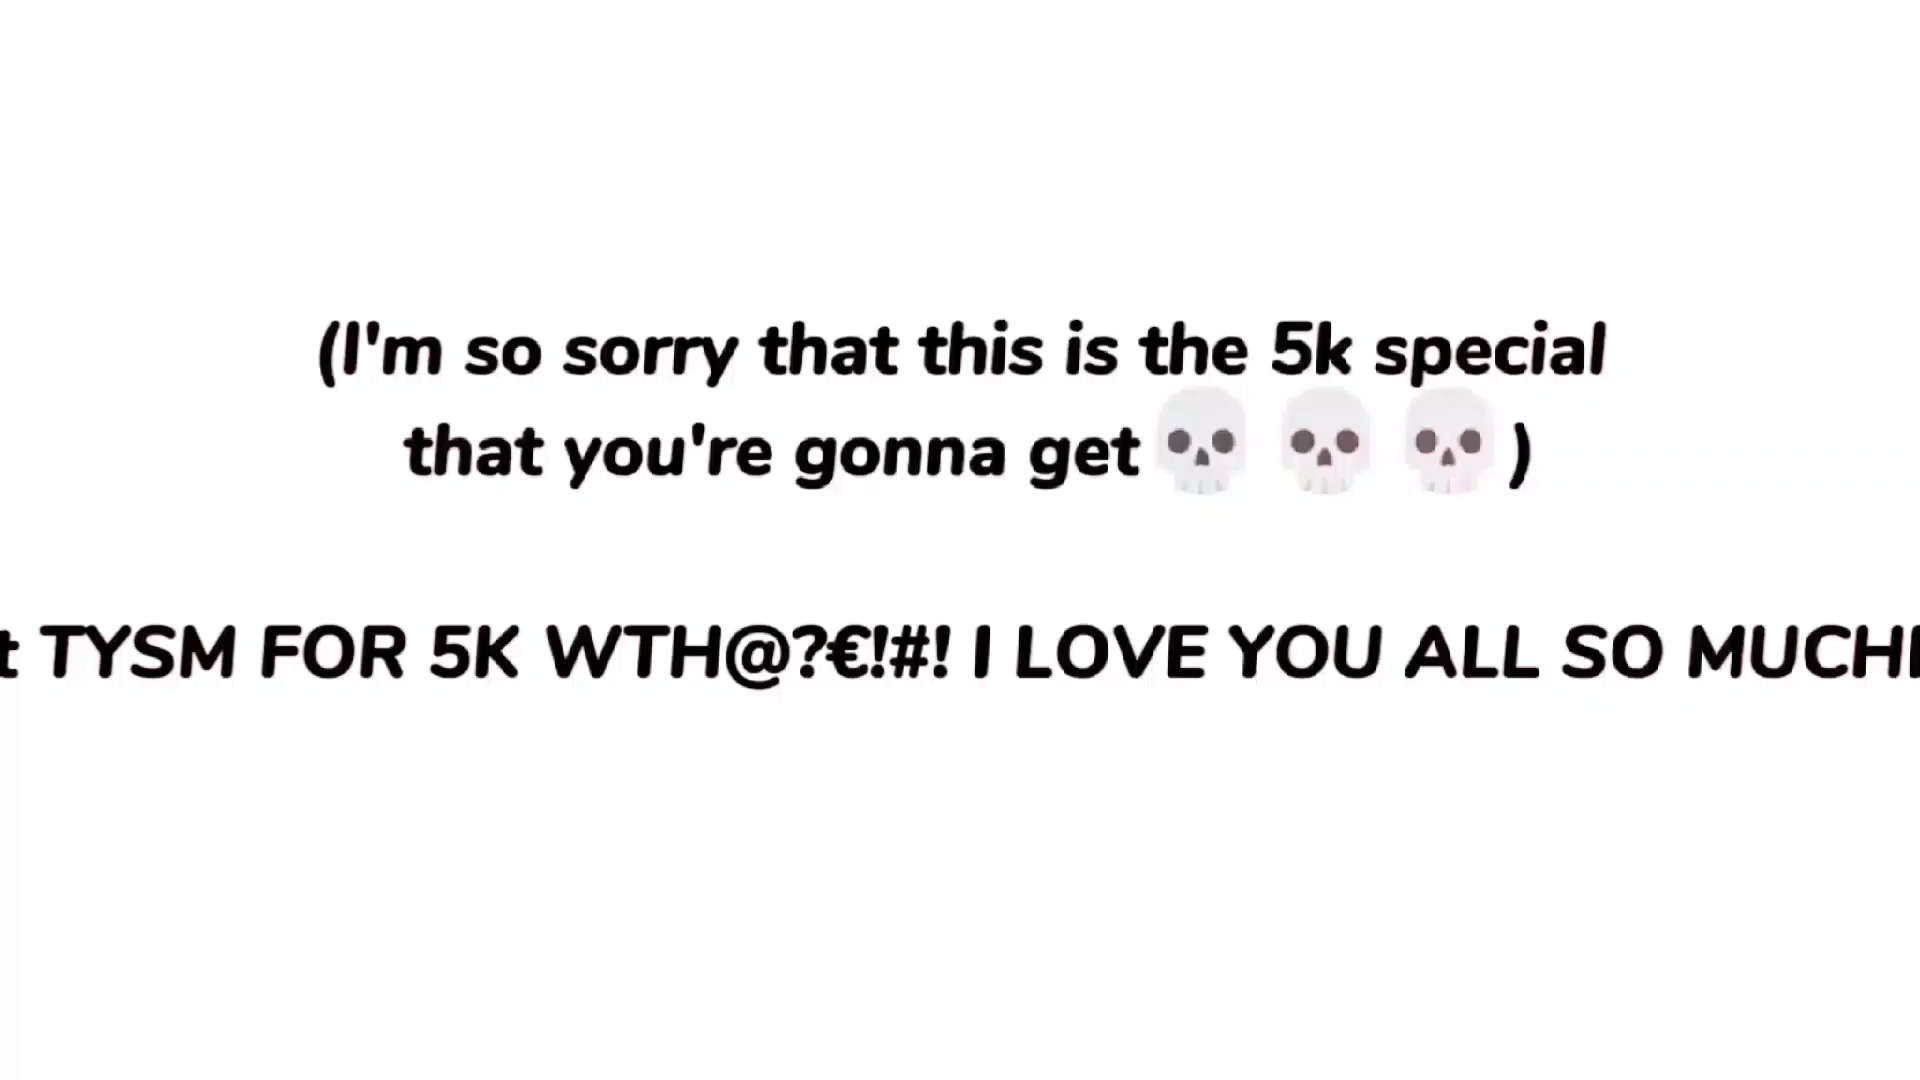 (I'm so sorry that this is the 5k special
that you're gonna get💀💀💀)
t TYSM FOR 5K WTH@?€!#! I LOVE YOU ALL SO MUCH